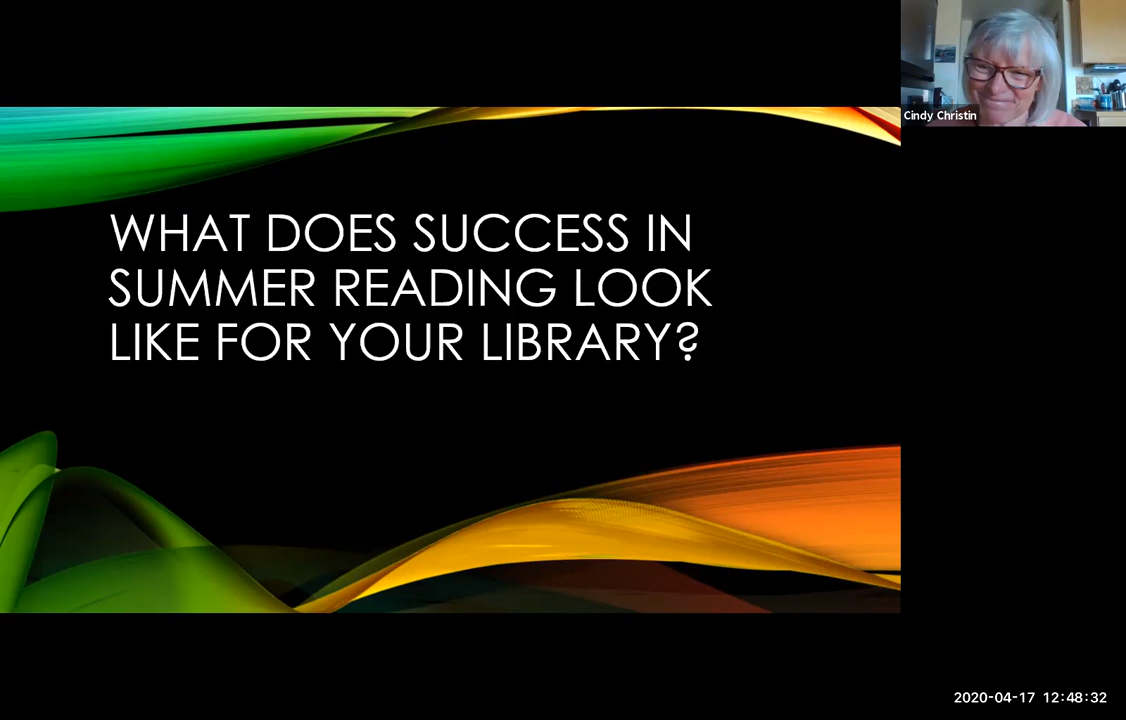 Cindy Christin
WHAT DOES SUCCESS IN
SUMMER READING LOOK
LIKE FOR YOUR LIBRARY?
2020-04-17 12:48:32